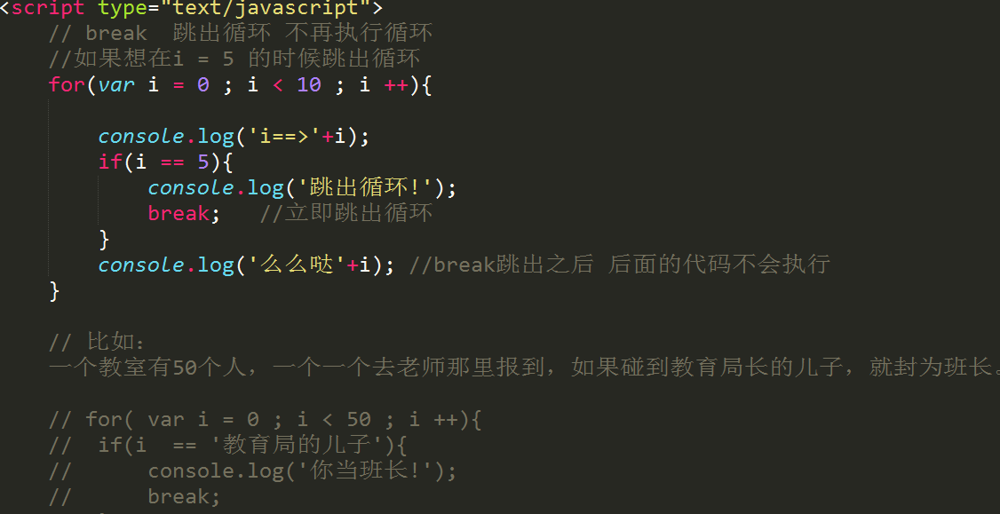 <script type="text/javascript">
// break  跳出循环 不再执行循环
//如果想在i = 5 的时候跳出循环
for(var i = 0 ; i < 10 ; i ++){
console.log('i==>'+i);
if(i == 5){
console.log('跳出循环!');
break;   //立即跳出循环
}
console.log('么么哒'+i); //break跳出之后 后面的代码不会执行
}
// 比如：
一个教室有50个人，一个一个去老师那里报到，如果碰到教育局长的儿子，就封为班长。
// for( var i = 0 ; i < 50 ; i ++){
//  if(i  == '教育局的儿子'){
//      console.log('你当班长!');
//      break;